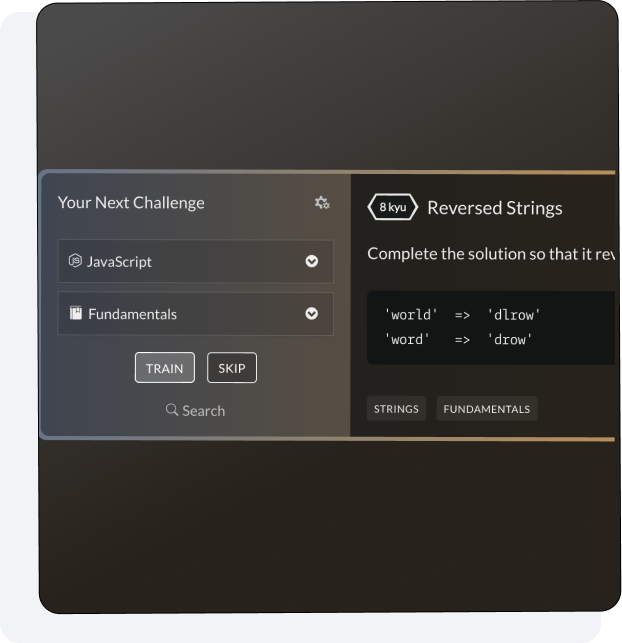 Your Next Challenge
JS JavaScript
Fundamentals
TRAIN SKIP
Search
8 kyu Reversed Strings
Complete the solution so that it rev
'world' => 'dlrow'
'word' => 'drow'
STRINGS FUNDAMENTALS